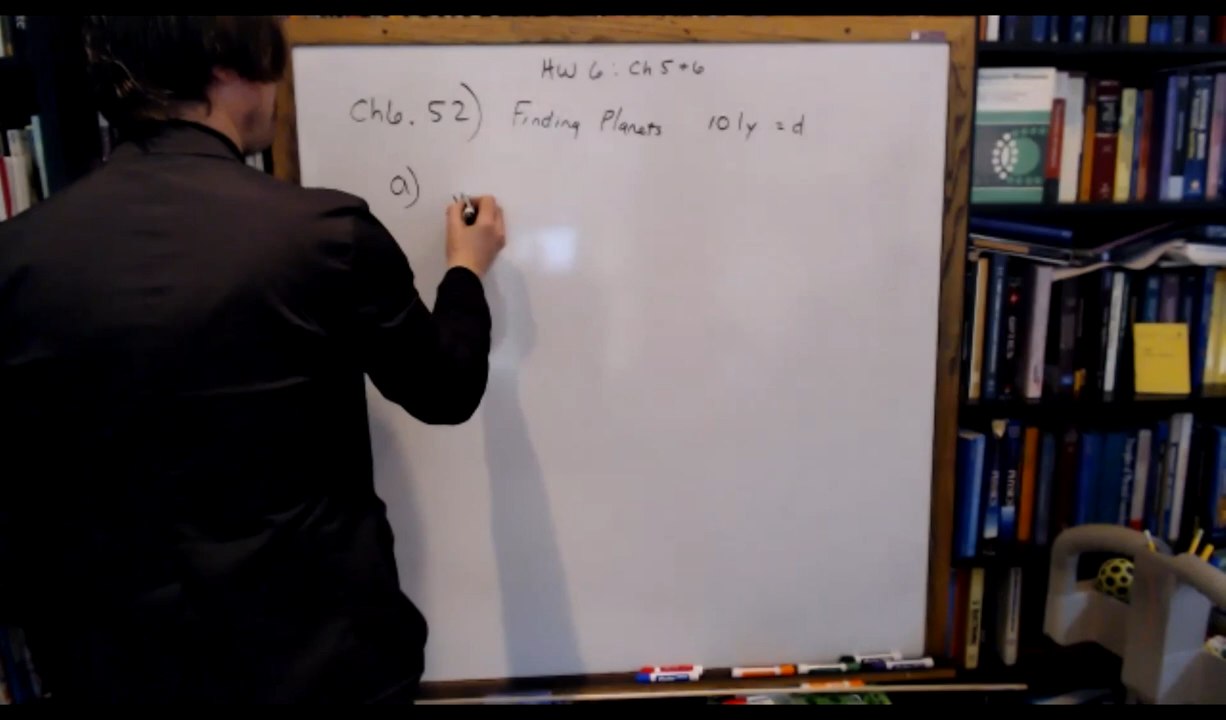 HW 6 : Ch 5+6
Ch6. 52) Finding Planets 10 ly = d
a)